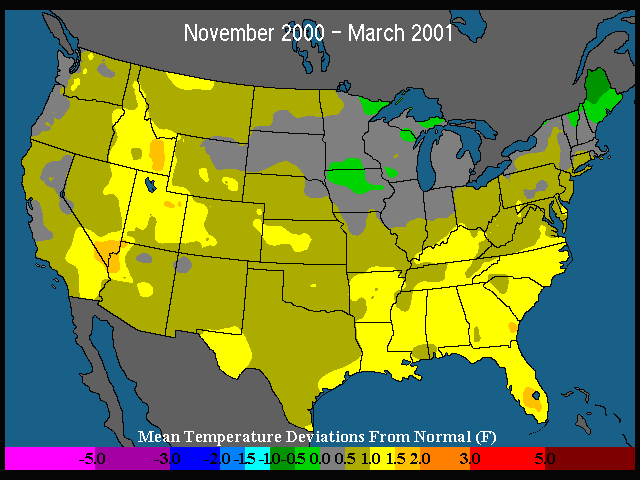 November 2000 - March 2001
Mean Temperature Deviations From Normal (F)
-5.0 -3.0 -2.0 -1.5 -1.0 -0.5 0.0 0.5 1.0 1.5 2.0 3.0 5.0